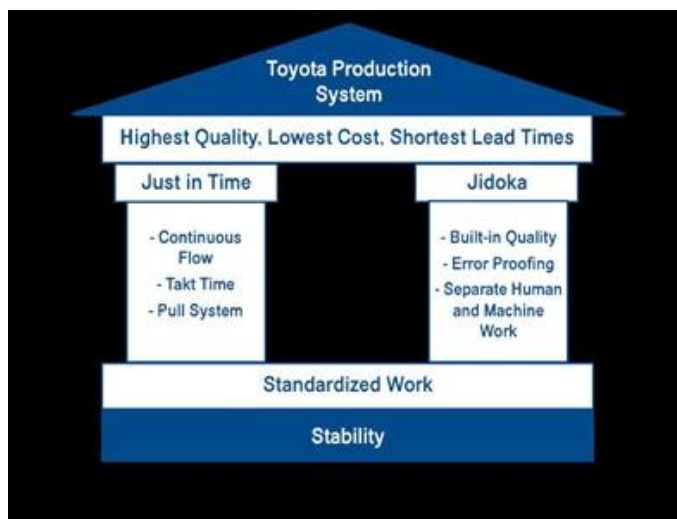 Toyota Production
System
Highest Quality, Lowest Cost, Shortest Lead Times
Just in Time
- Continuous
Flow
- Takt Time
- Pull System
Jidoka
- Built-in Quality
- Error Proofing
- Separate Human
and Machine
Work
Standardized Work
Stability